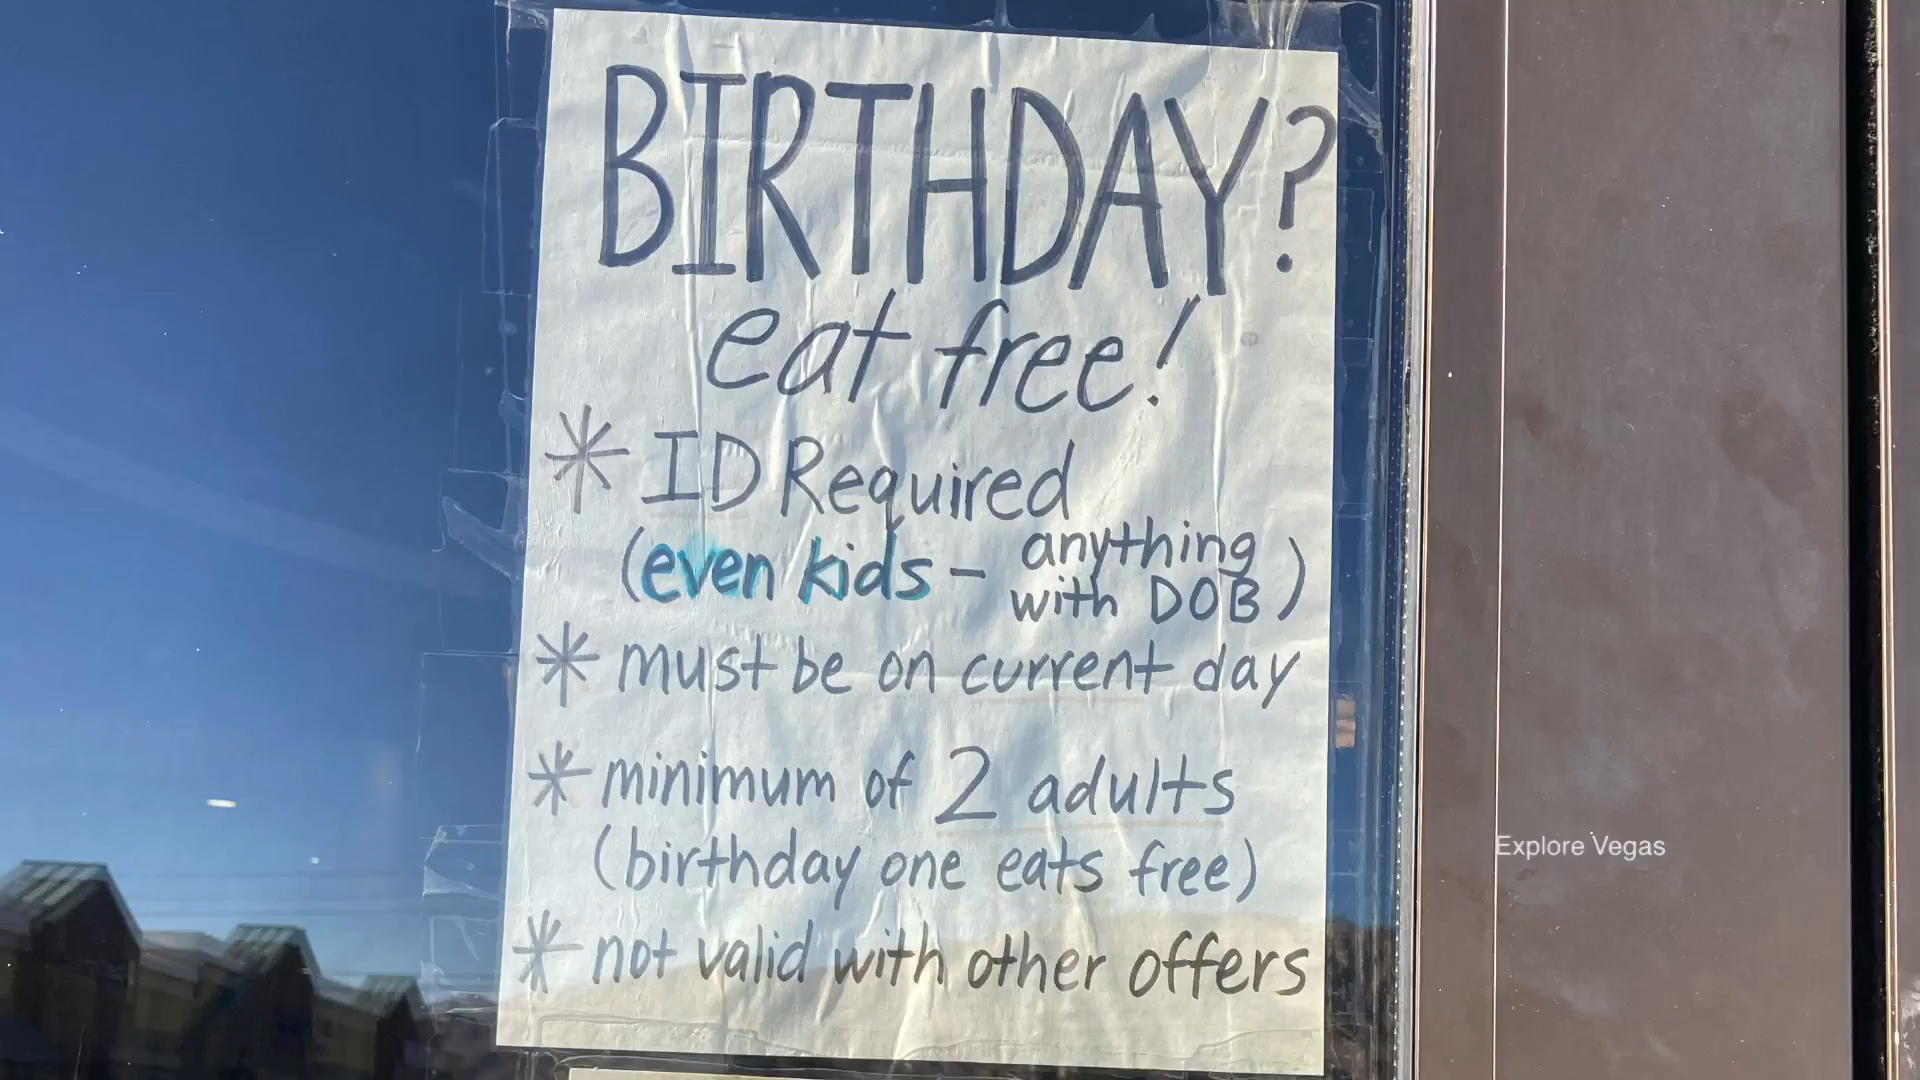 BIRTHDAY?
eat free!
* ID Required
(even kids - anything
with DOB)
* must be on current day
* minimum of 2 adults
(birthday one eats free)
* not valid with other offers
Explore Vegas